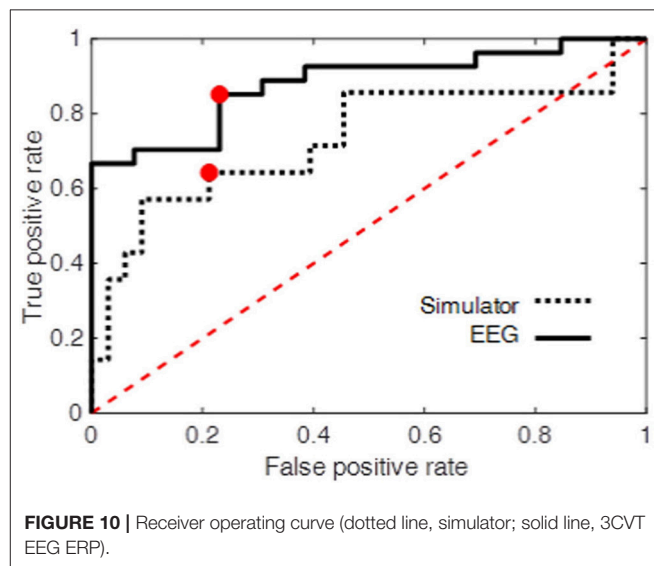 1
0.8
0.6
0.4
0.2
0
True positive rate
Simulator
EEG
0 0.2 0.4 0.6 0.8 1
False positive rate
FIGURE 10 | Receiver operating curve (dotted line, simulator; solid line, 3CVT
EEG ERP).